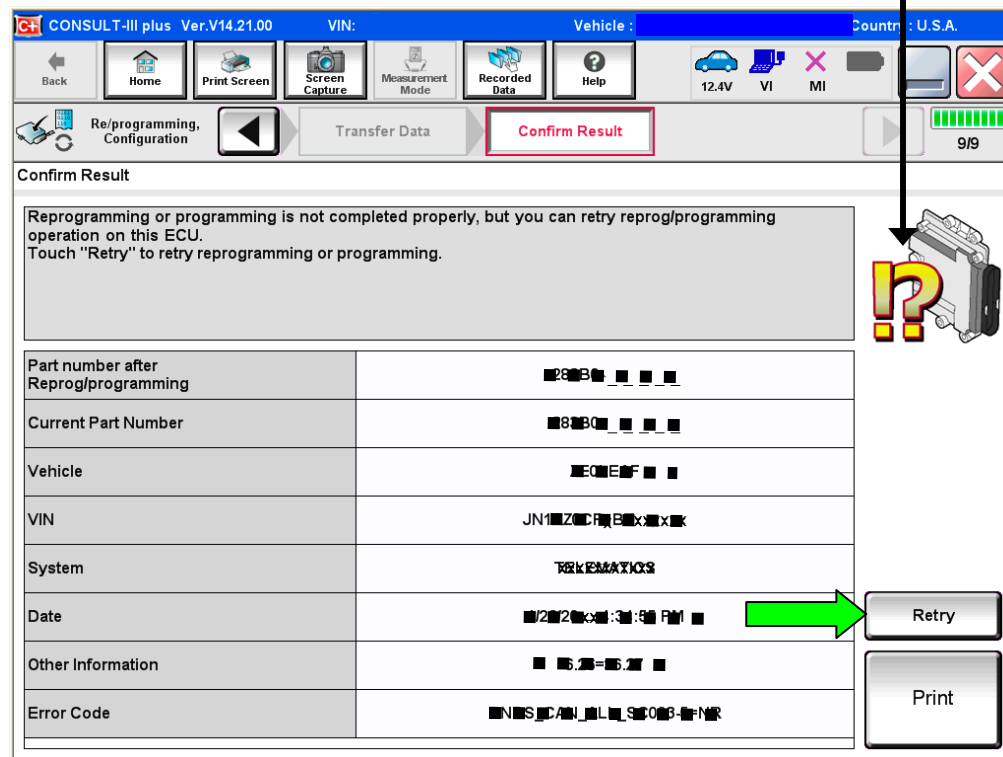 C+ CONSULT-III plus Ver.V14.21.00 VIN: Vehicle : Country : U.S.A.
Back Home Print Screen Screen Capture Measurement Mode Recorded Data Help 12.4V VI MI
Re/programming, Configuration Transfer Data Confirm Result 9/9
Confirm Result
Reprogramming or programming is not completed properly, but you can retry reprog/programming
operation on this ECU.
Touch "Retry" to retry reprogramming or programming.
!?
Part number after
Reprog/programming
Current Part Number
Vehicle
VIN
System
Date
Retry
Other Information
Error Code
Print